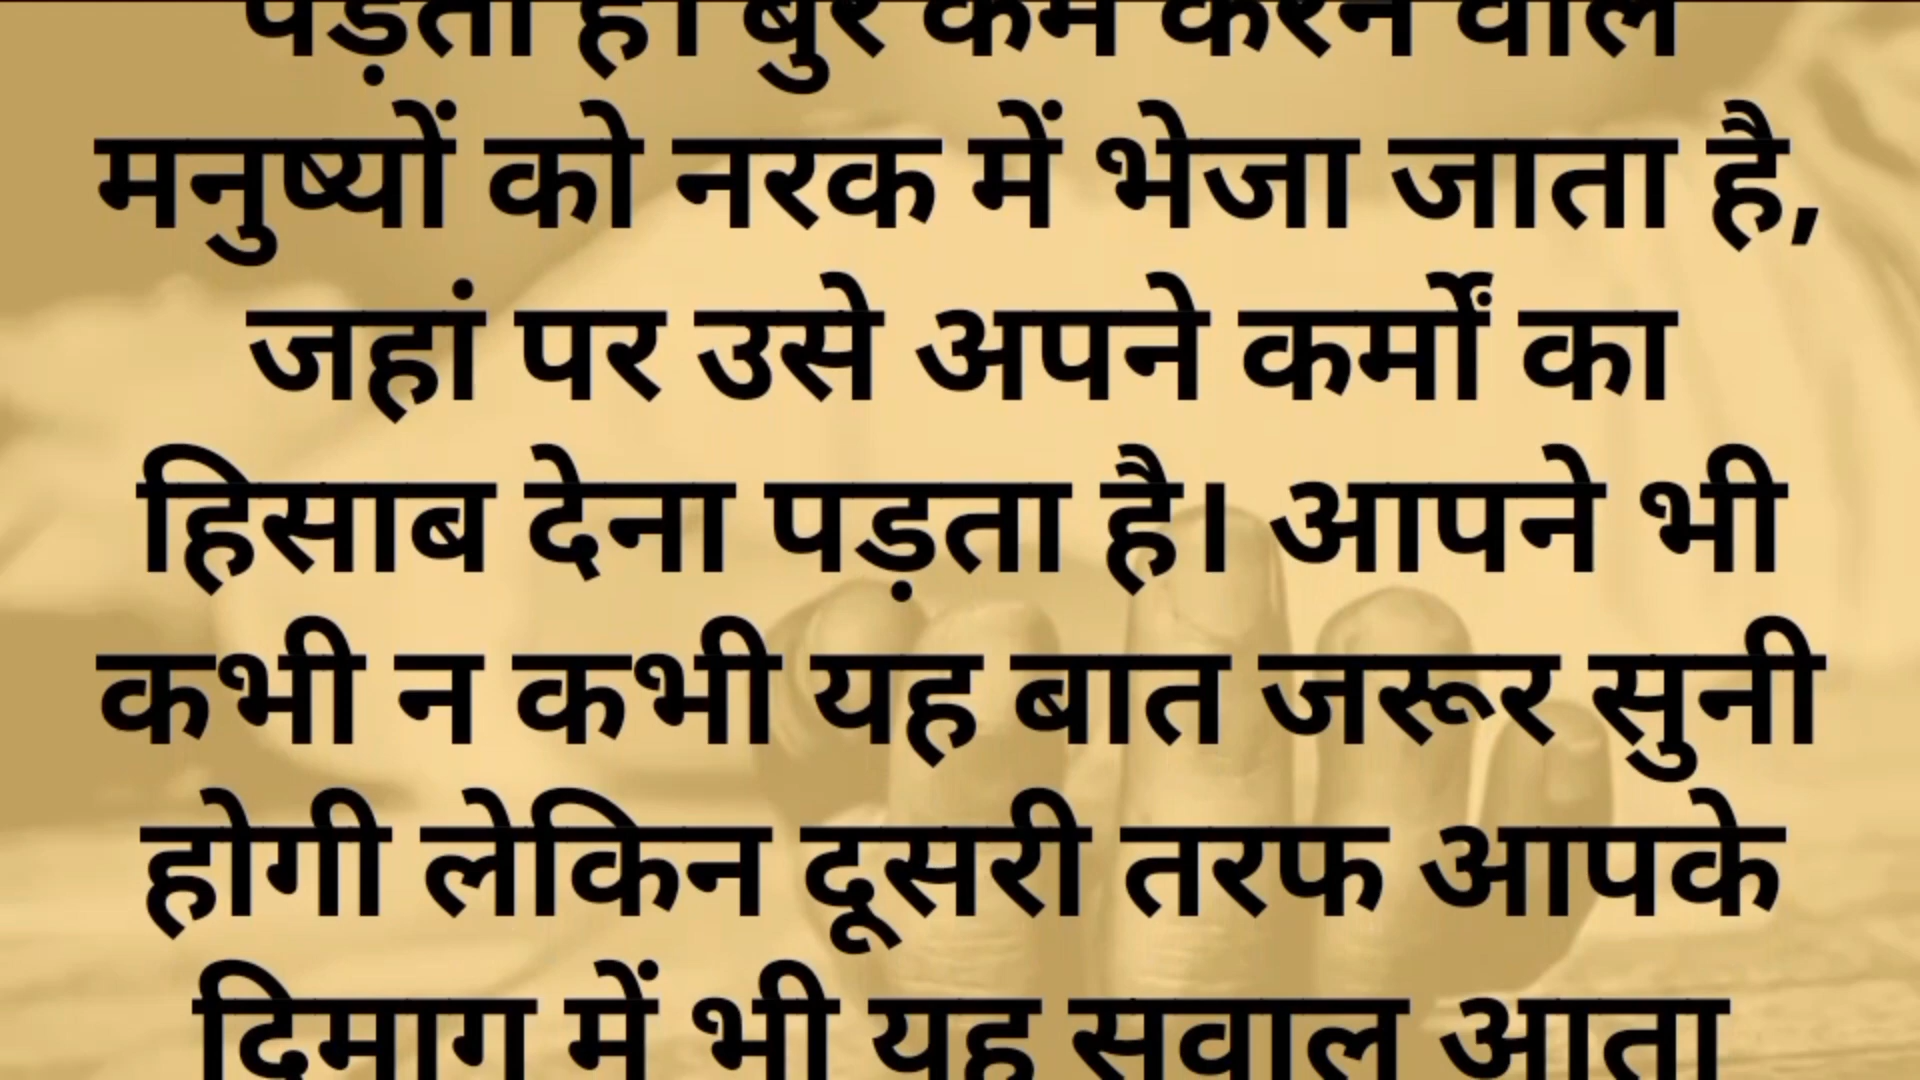 पड़ता है। बुरे कर्म करने वाले
मनुष्यों को नरक में भेजा जाता है,
जहां पर उसे अपने कर्मों का
हिसाब देना पड़ता है। आपने भी
कभी न कभी यह बात जरूर सुनी
होगी लेकिन दूसरी तरफ आपके
दिमाग में भी यह सवाल आता